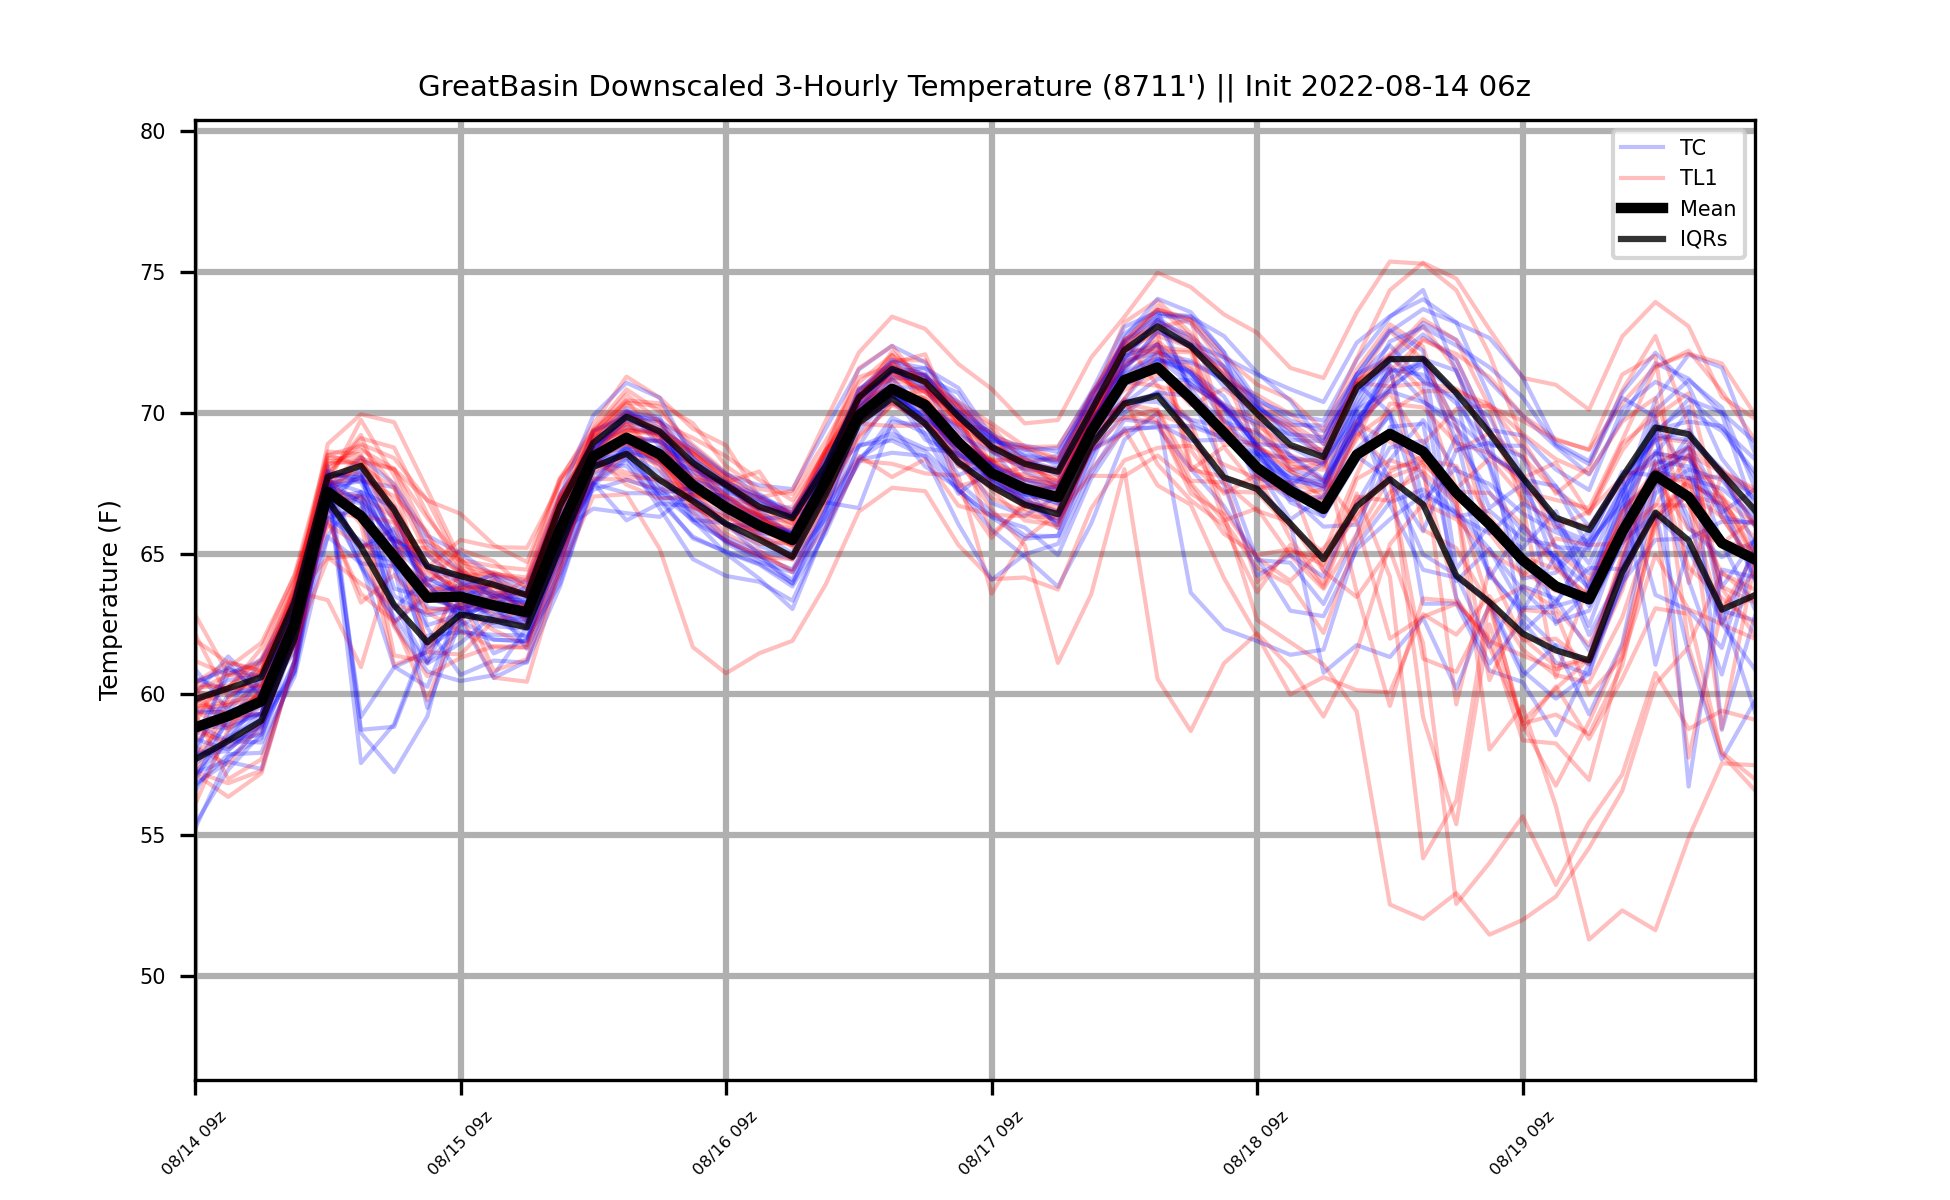 GreatBasin Downscaled 3-Hourly Temperature (8711') || Init 2022-08-14 06z
TC
TL1
Mean
IQRs
Temperature (F)
80
75
70
65
60
55
50
08/14 09z
08/15 09z
08/16 09z
08/17 09z
08/18 09z
08/19 09z